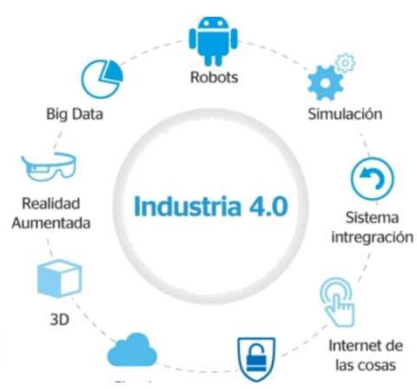 Robots
Big Data
Simulación
Industria 4.0
Realidad
Aumentada
Sistema
intregración
3D
Internet de
las cosas